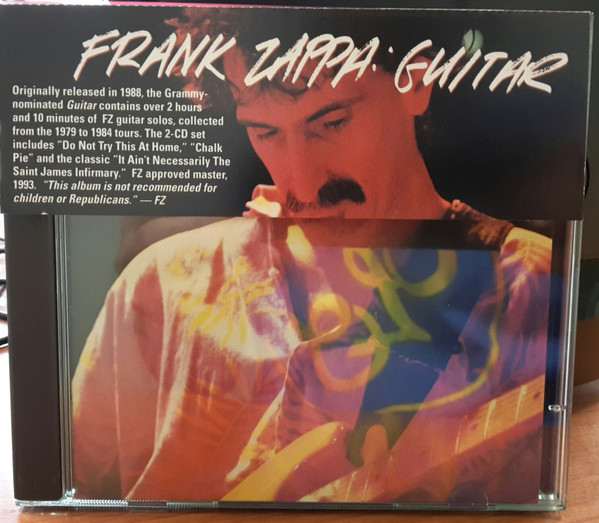 FRANK ZAPPA: GUITAR
Originally released in 1988, the Grammy-
nominated Guitar contains over 2 hours
and 10 minutes of FZ guitar solos, collected
from the 1979 to 1984 tours. The 2-CD set
includes "Do Not Try This At Home," "Chalk
Pie" and the classic "It Ain't Necessarily The
Saint James Infirmary." FZ approved master,
1993. "This album is not recommended for
children or Republicans." — FZ